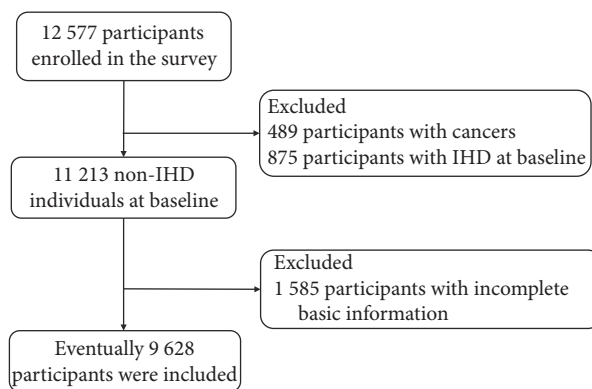 12 577 participants
enrolled in the survey
Excluded
489 participants with cancers
875 participants with IHD at baseline
11 213 non-IHD
individuals at baseline
Excluded
1 585 participants with incomplete
basic information
Eventually 9 628
participants were included